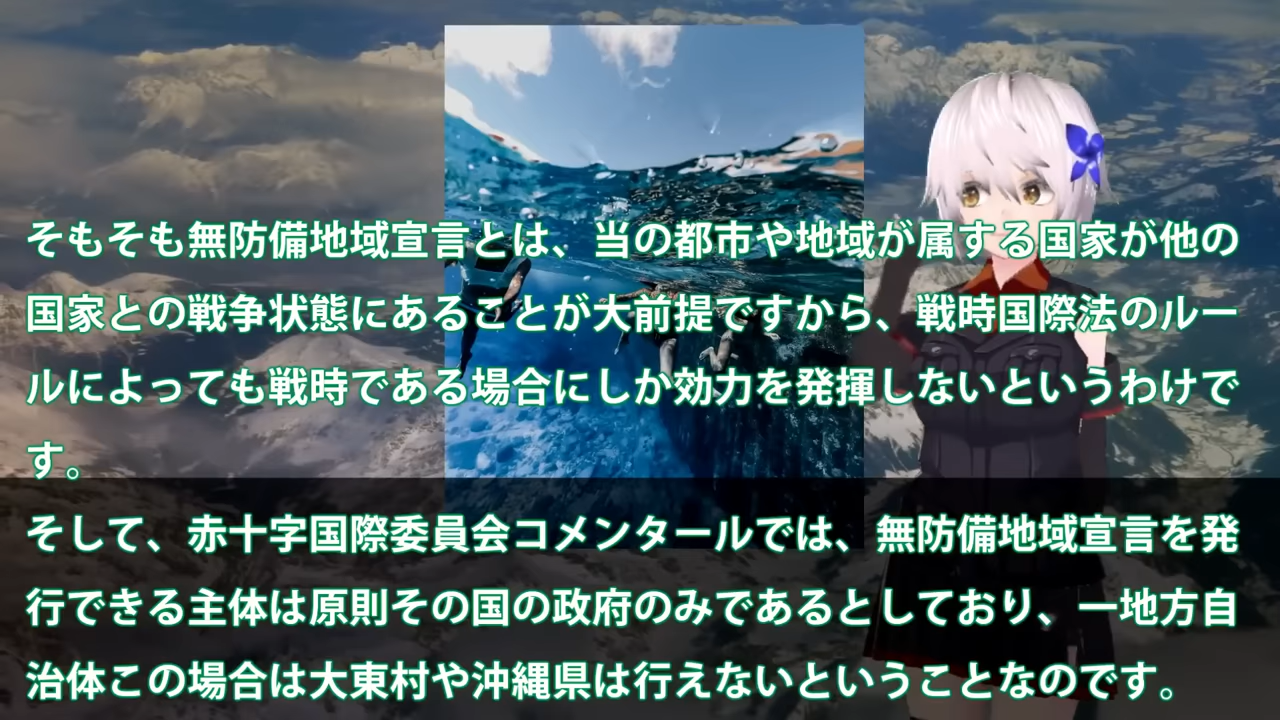 そもそも無防備地域宣言とは、当の都市や地域が属する国家が他の
国家との戦争状態にあることが大前提ですから、戦時国際法のルー
ルによっても戦時である場合にしか効力を発揮しないというわけで
す。
そして、赤十字国際委員会コメンタールでは、無防備地域宣言を発
行できる主体は原則その国の政府のみであるとしており、一地方自
治体この場合は大東村や沖縄県は行えないということなのです。